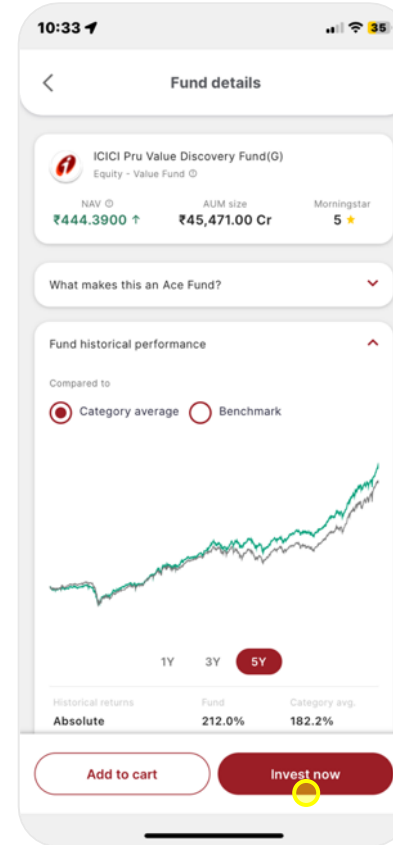 10:33
35
Fund details
ICICI Pru Value Discovery Fund(G)
Equity - Value Fund
NAV AUM size Morningstar
₹444.3900 ↑ ₹45,471.00 Cr 5 ★
What makes this an Ace Fund?
Fund historical performance
Compared to
Category average Benchmark
1Y 3Y 5Y
Historical returns Fund Category avg.
Absolute 212.0% 182.2%
Add to cart Invest now